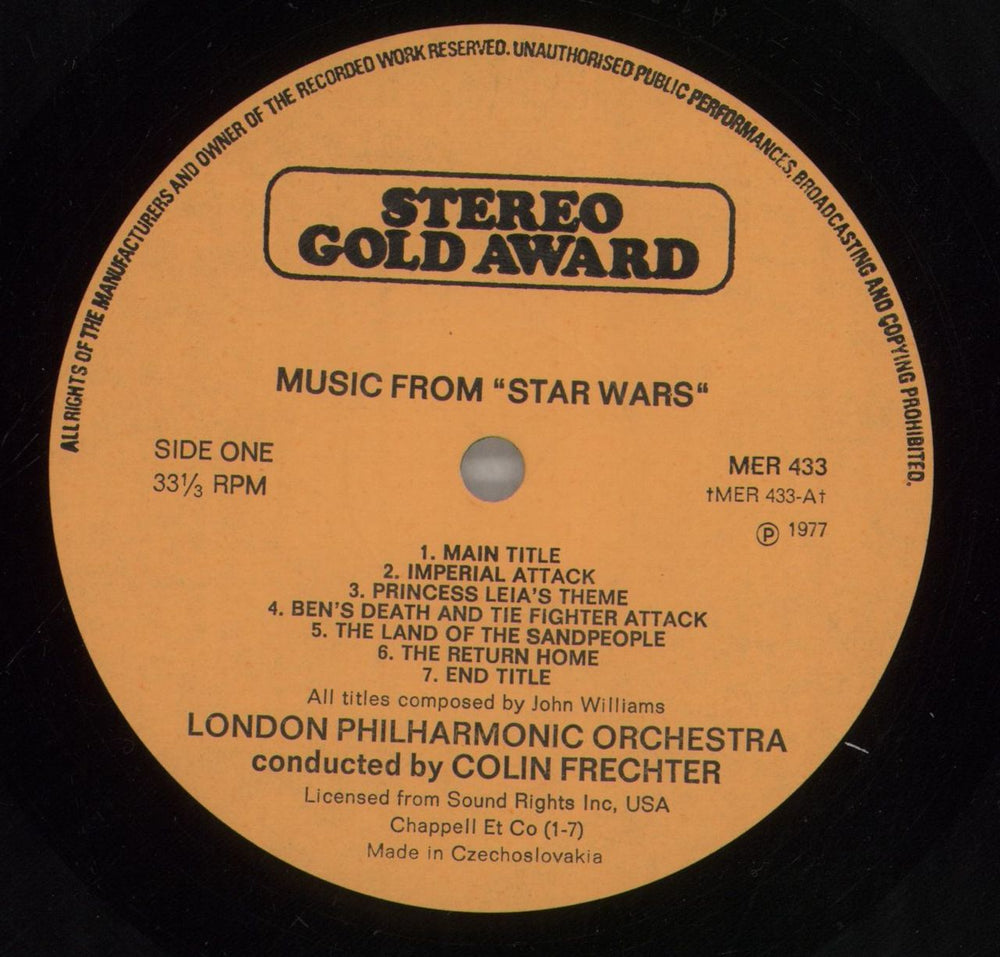 ALL RIGHTS OF THE MANUFACTURERS AND OWNER OF THE RECORDED WORK RESERVED. UNAUTHORISED PUBLIC PERFORMANCES, BROADCASTING AND COPYING PROHIBITED.
STEREO
GOLD AWARD
MUSIC FROM “STAR WARS“
SIDE ONE
33⅓ RPM
MER 433
†MER 433-A†
℗ 1977
1. MAIN TITLE
2. IMPERIAL ATTACK
3. PRINCESS LEIA'S THEME
4. BEN'S DEATH AND TIE FIGHTER ATTACK
5. THE LAND OF THE SANDPEOPLE
6. THE RETURN HOME
7. END TITLE
All titles composed by John Williams
LONDON PHILHARMONIC ORCHESTRA
conducted by COLIN FRECHTER
Licensed from Sound Rights Inc, USA
Chappell Et Co (1-7)
Made in Czechoslovakia